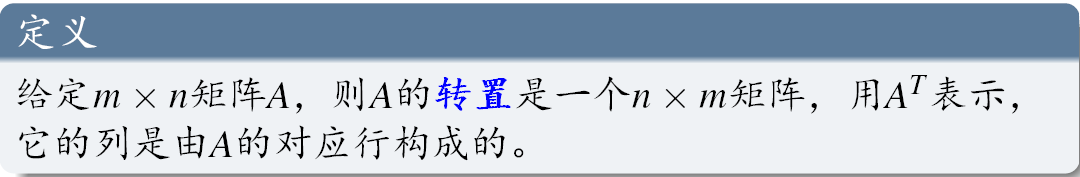 定义
给定m × n矩阵A，则A的转置是一个n × m矩阵，用Aᵀ表示，
它的列是由A的对应行构成的。